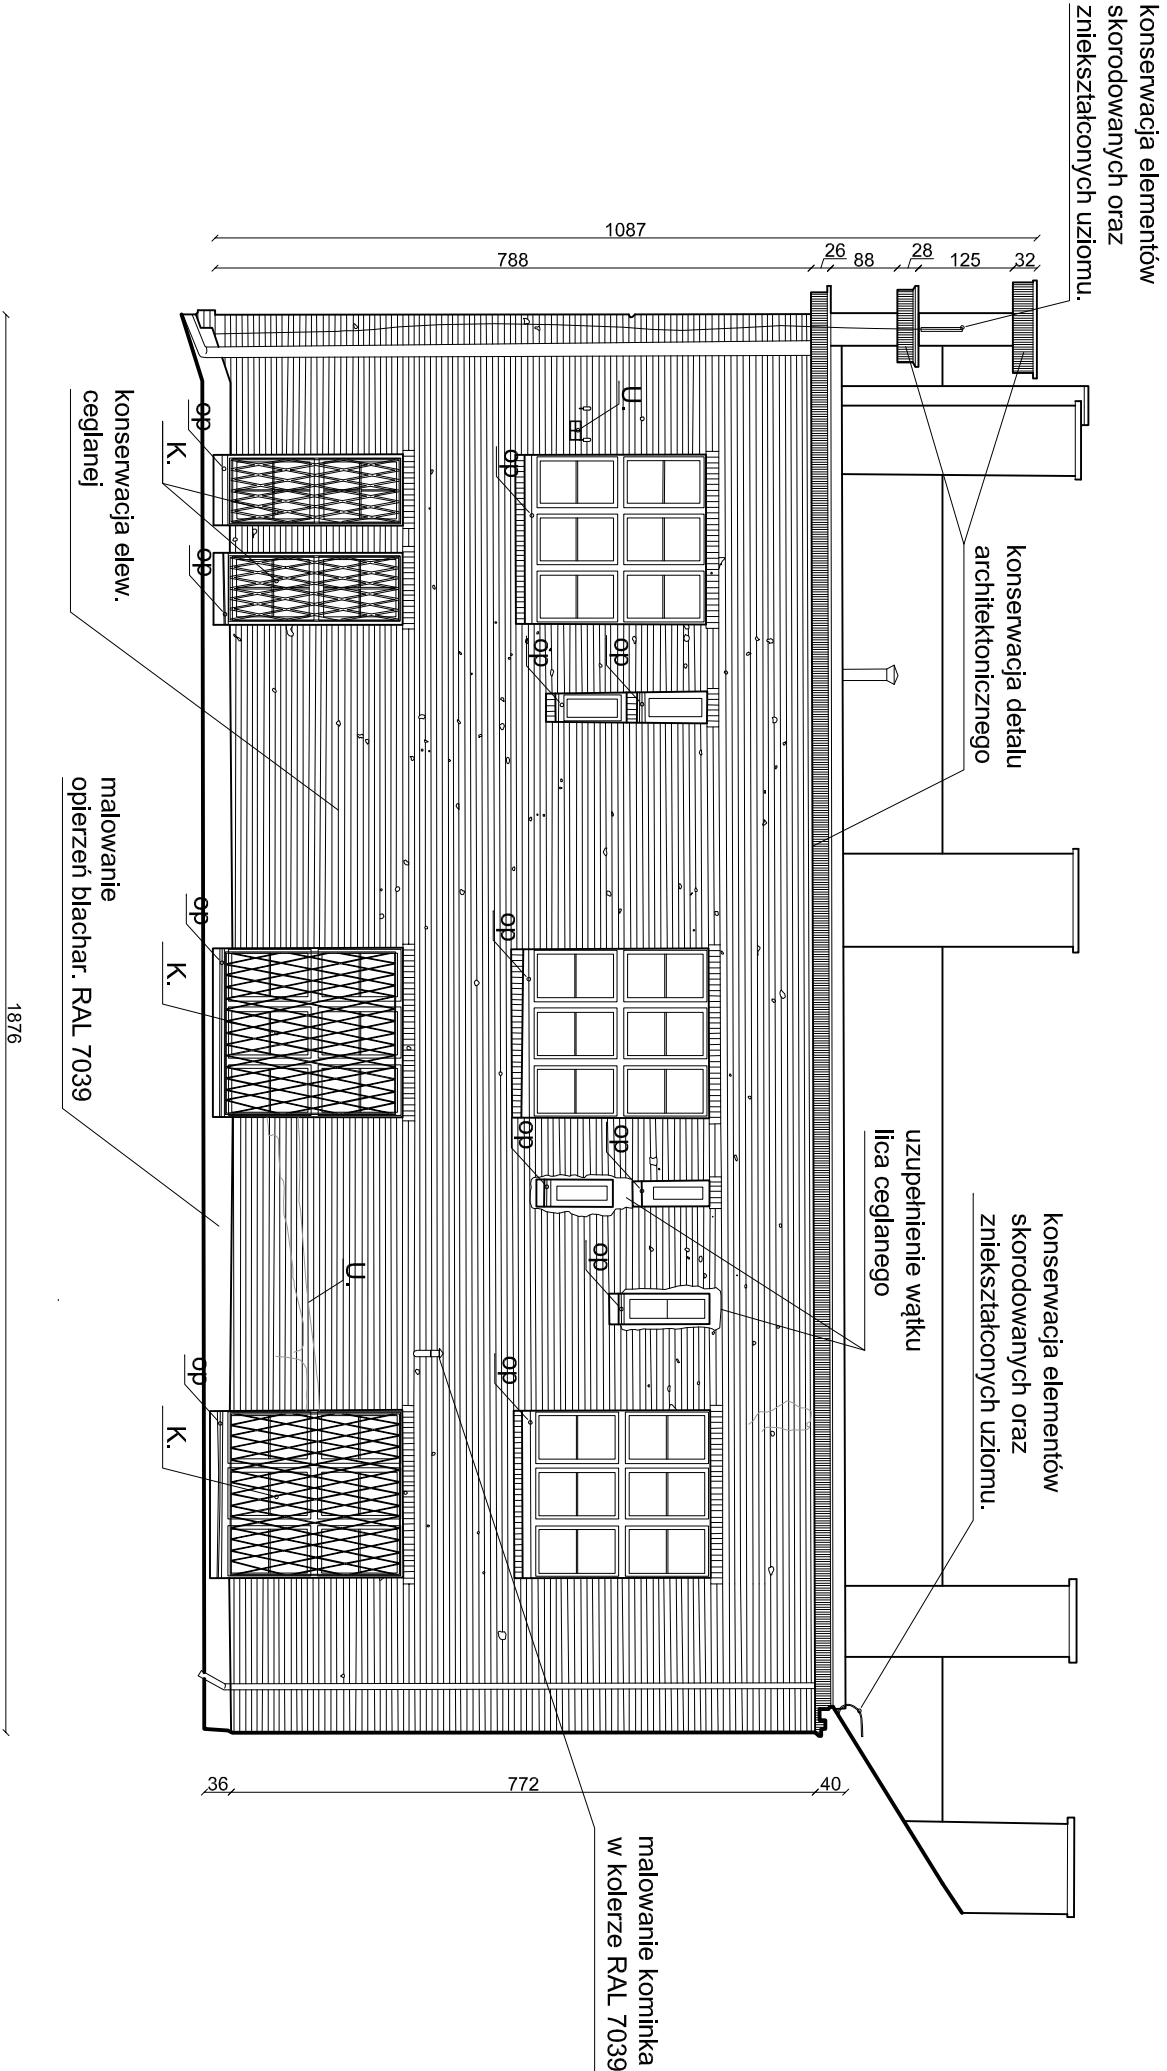 konserwacja elementów
skorodowanych oraz
zniekształconych uziomu.
konserwacja detalu
architektonicznego
uzupełnienie wątku
lica ceglanego
konserwacja elementów
skorodowanych oraz
zniekształconych uziomu.
malowanie kominka
w kolerze RAL 7039
1087
788
26
88
28
125
32
U.
op
op
op
op
op
op
op
op
U.
op
op
K.
op
op
K.
op
K.
konserwacja elew.
ceglanej
malowanie
opierzeń blachar. RAL 7039
36
772
40
1876